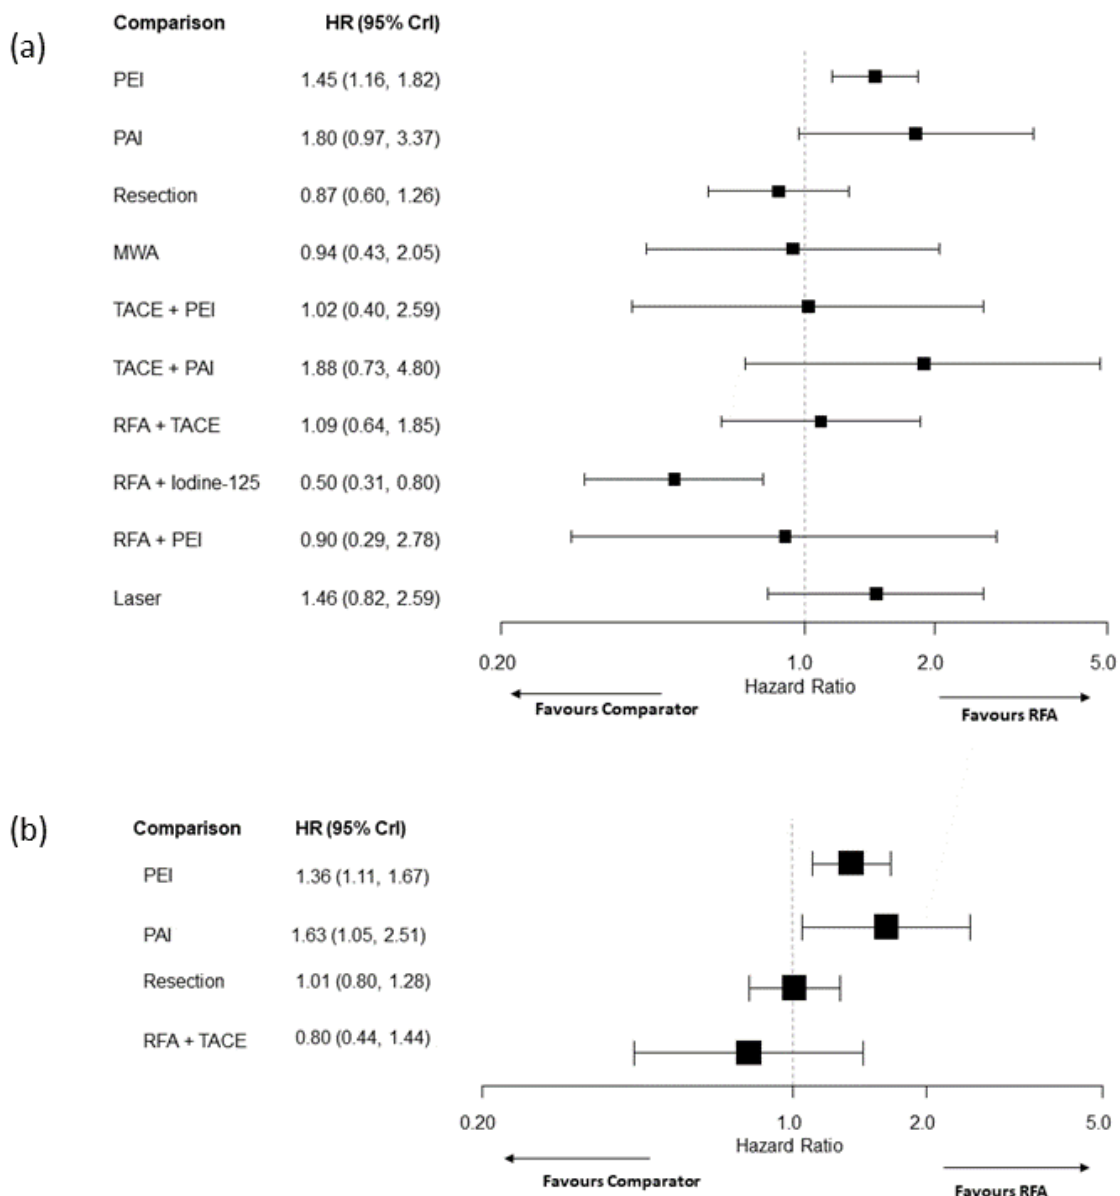 (a)
Comparison HR (95% Crl)
PEI 1.45 (1.16, 1.82)
PAI 1.80 (0.97, 3.37)
Resection 0.87 (0.60, 1.26)
MWA 0.94 (0.43, 2.05)
TACE + PEI 1.02 (0.40, 2.59)
TACE + PAI 1.88 (0.73, 4.80)
RFA + TACE 1.09 (0.64, 1.85)
RFA + Iodine-125 0.50 (0.31, 0.80)
RFA + PEI 0.90 (0.29, 2.78)
Laser 1.46 (0.82, 2.59)
0.20 1.0 2.0 5.0
Hazard Ratio
Favours Comparator Favours RFA
(b)
Comparison HR (95% Crl)
PEI 1.36 (1.11, 1.67)
PAI 1.63 (1.05, 2.51)
Resection 1.01 (0.80, 1.28)
RFA + TACE 0.80 (0.44, 1.44)
0.20 1.0 2.0 5.0
Hazard Ratio
Favours Comparator Favours RFA